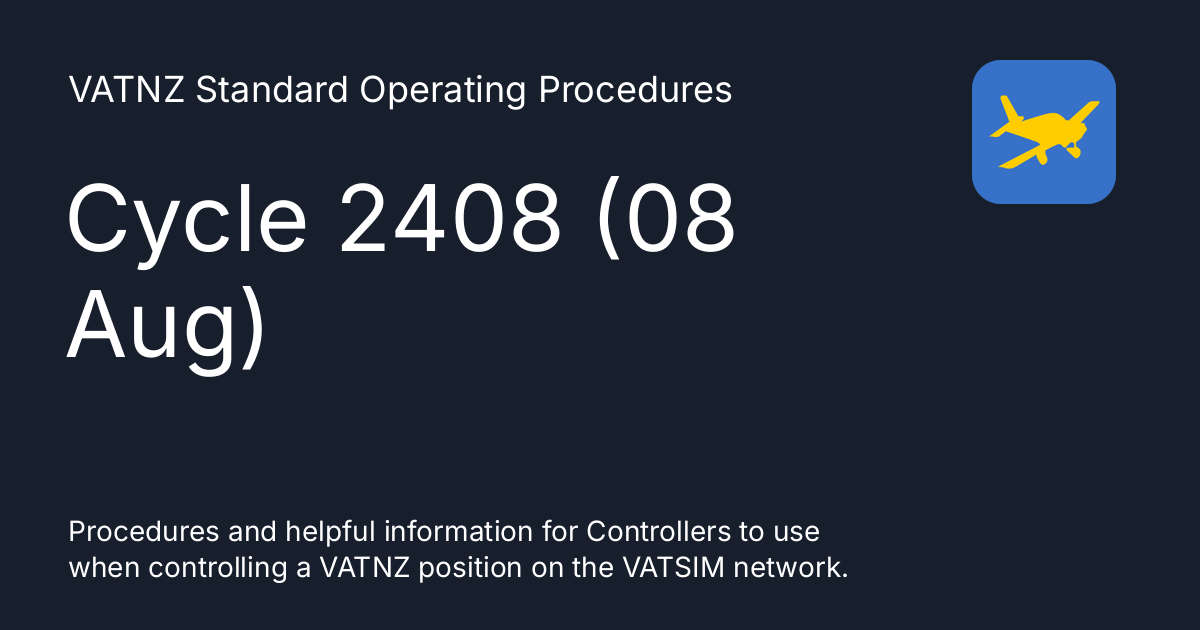 VATNZ Standard Operating Procedures
Cycle 2408 (08
Aug)
Procedures and helpful information for Controllers to use
when controlling a VATNZ position on the VATSIM network.